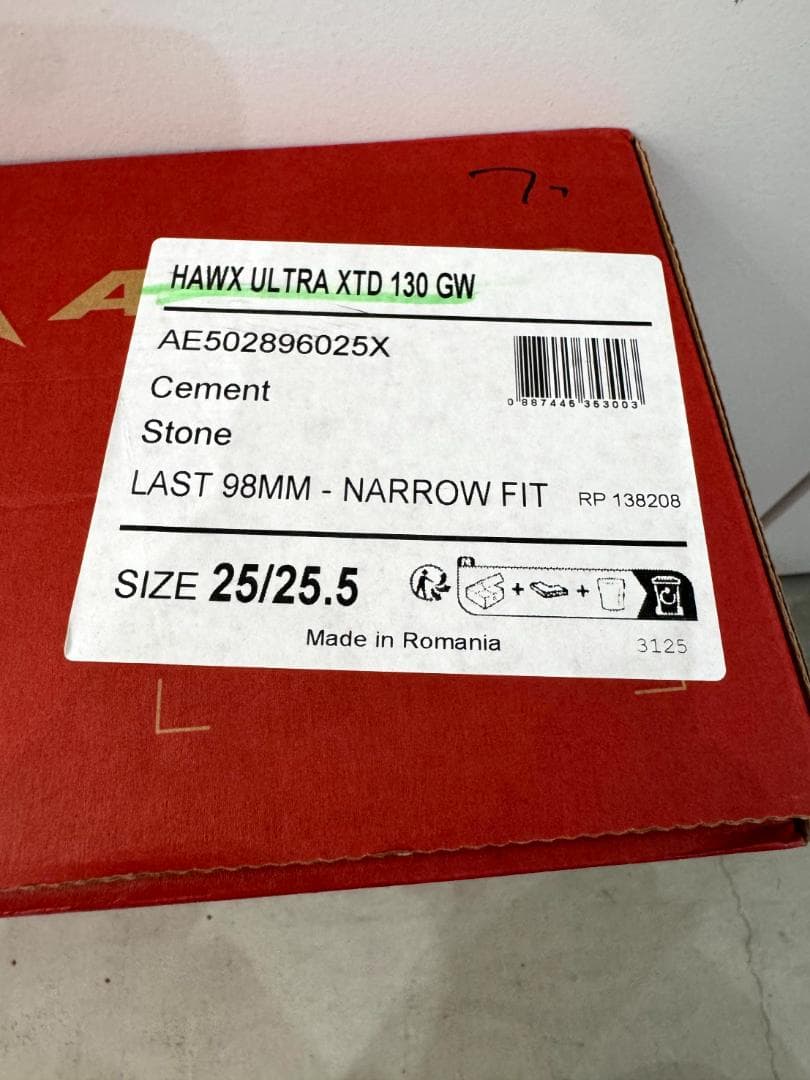 7-
A
HAWX ULTRA XTD 130 GW
AE502896025X
0 887445 353003
Cement
Stone
LAST 98MM - NARROW FIT RP 138208
SIZE 25/25.5
Made in Romania 3125